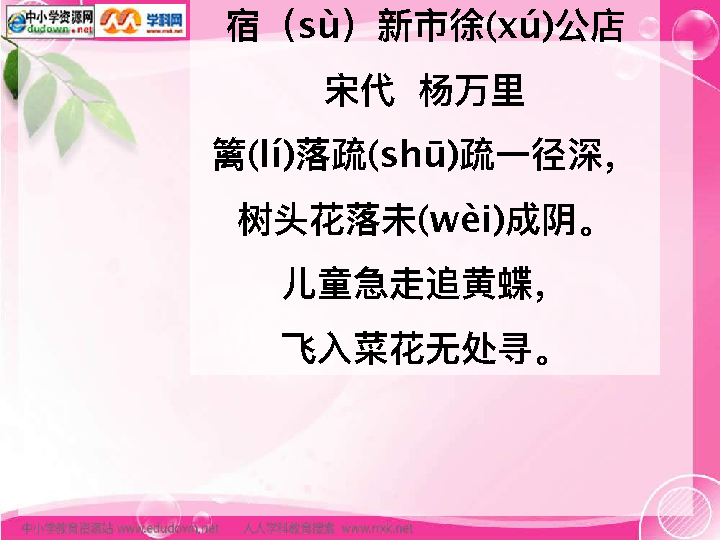 中小学资源网
dudown.net
学科网
www.nxk.net
宿（sù）新市徐(xú)公店
宋代 杨万里
篱(lí)落疏(shū)疏一径深，
树头花落未(wèi)成阴。
儿童急走追黄蝶，
飞入菜花无处寻。
中小学教育资源站 www.edudown.net 人人学科教育搜索 www.nxk.net